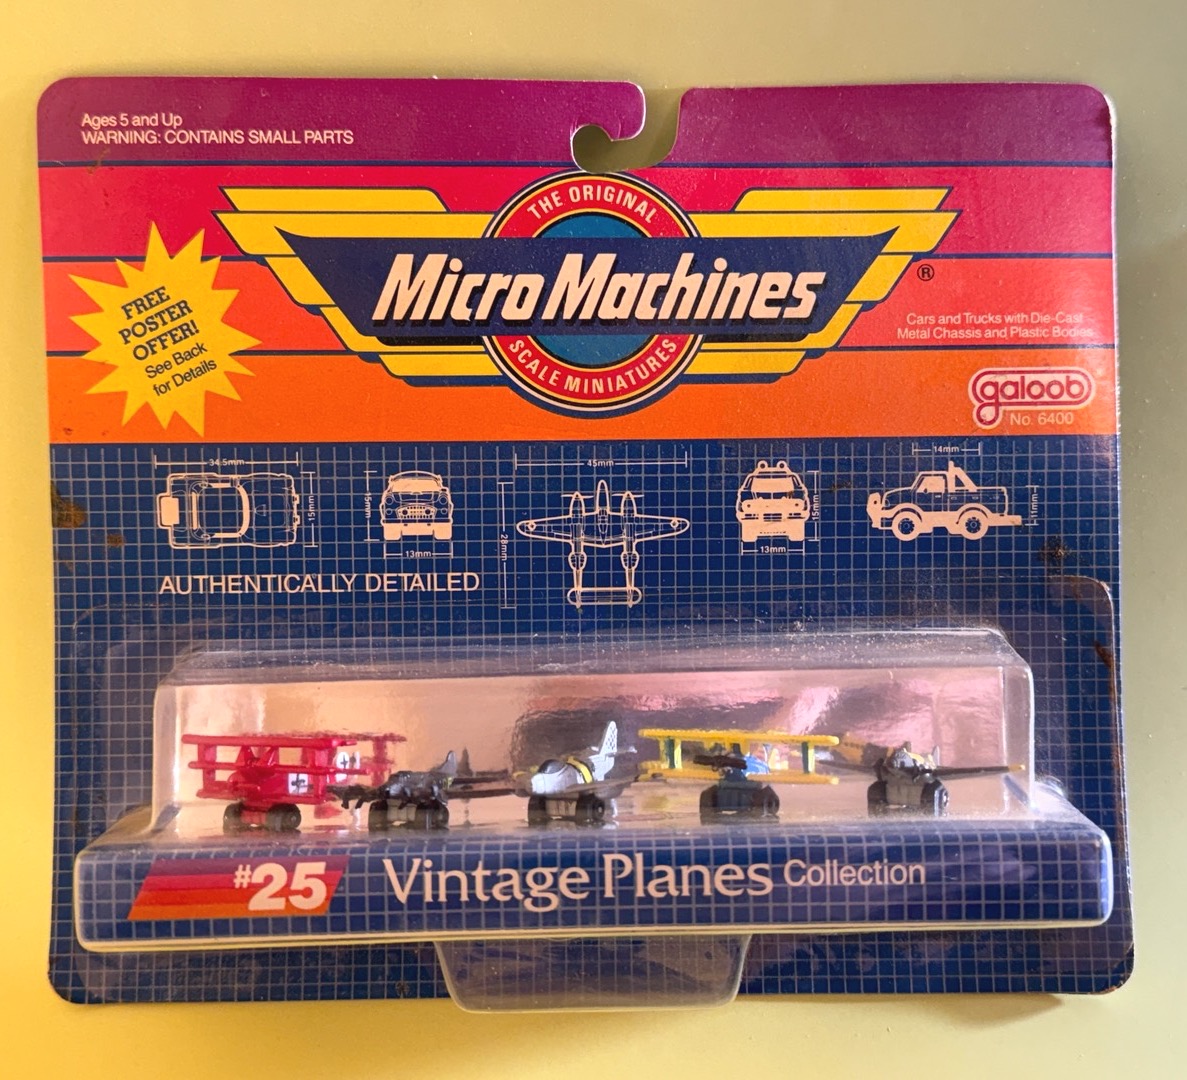 Ages 5 and Up
WARNING: CONTAINS SMALL PARTS
THE ORIGINAL
Micro Machines
®
SCALE MINIATURES
FREE
POSTER
OFFER!
See Back
for Details
Cars and Trucks with Die-Cast
Metal Chassis and Plastic Bodies
galoob
No. 6400
34.5mm
15mm
13mm
45mm
28mm
13mm
15mm
14mm
11mm
AUTHENTICALLY DETAILED
#25
Vintage Planes Collection